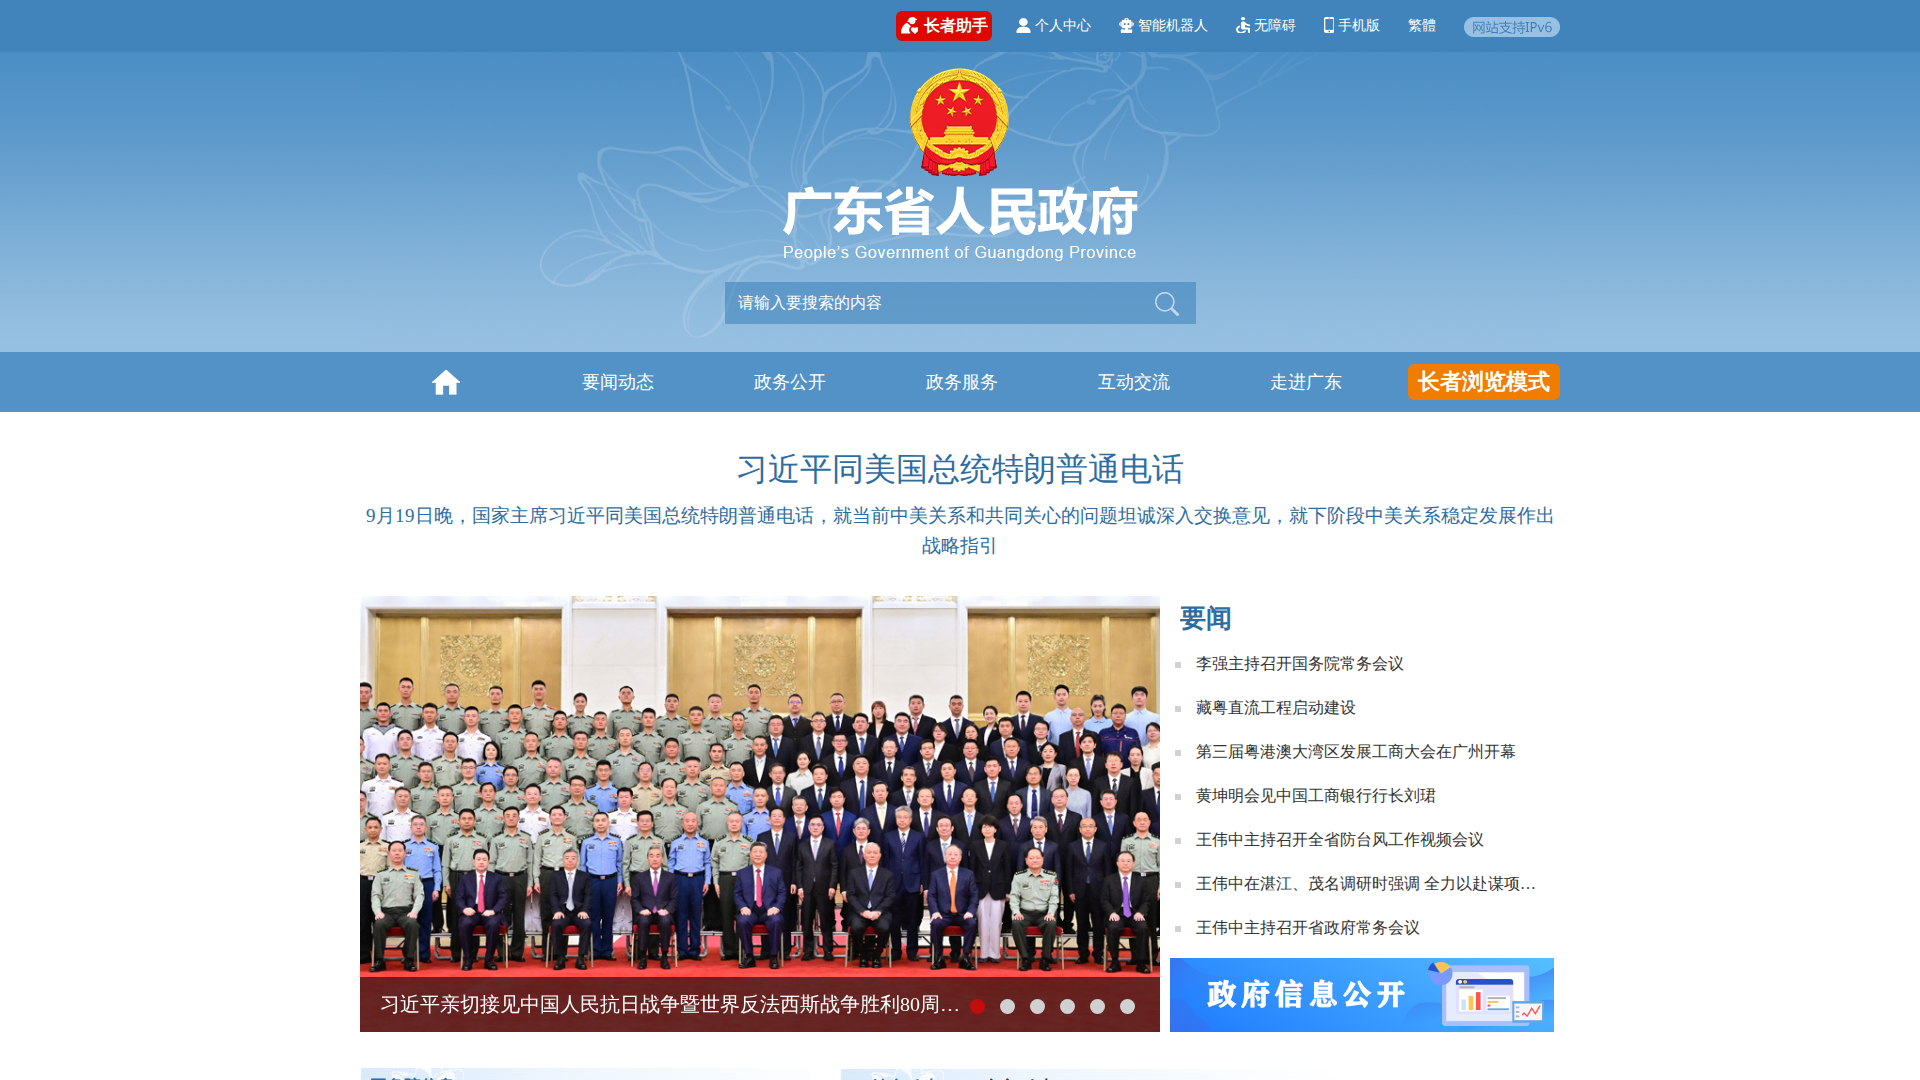 长者助手
个人中心
智能机器人
无障碍
手机版
繁體
网站支持IPv6
广东省人民政府
People's Government of Guangdong Province
请输入要搜索的内容
要闻动态
政务公开
政务服务
互动交流
走进广东
长者浏览模式
习近平同美国总统特朗普通电话
9月19日晚，国家主席习近平同美国总统特朗普通电话，就当前中美关系和共同关心的问题坦诚深入交换意见，就下阶段中美关系稳定发展作出
战略指引
习近平亲切接见中国人民抗日战争暨世界反法西斯战争胜利80周…
要闻
李强主持召开国务院常务会议
藏粤直流工程启动建设
第三届粤港澳大湾区发展工商大会在广州开幕
黄坤明会见中国工商银行行长刘珺
王伟中主持召开全省防台风工作视频会议
王伟中在湛江、茂名调研时强调 全力以赴谋项…
王伟中主持召开省政府常务会议
政府信息公开